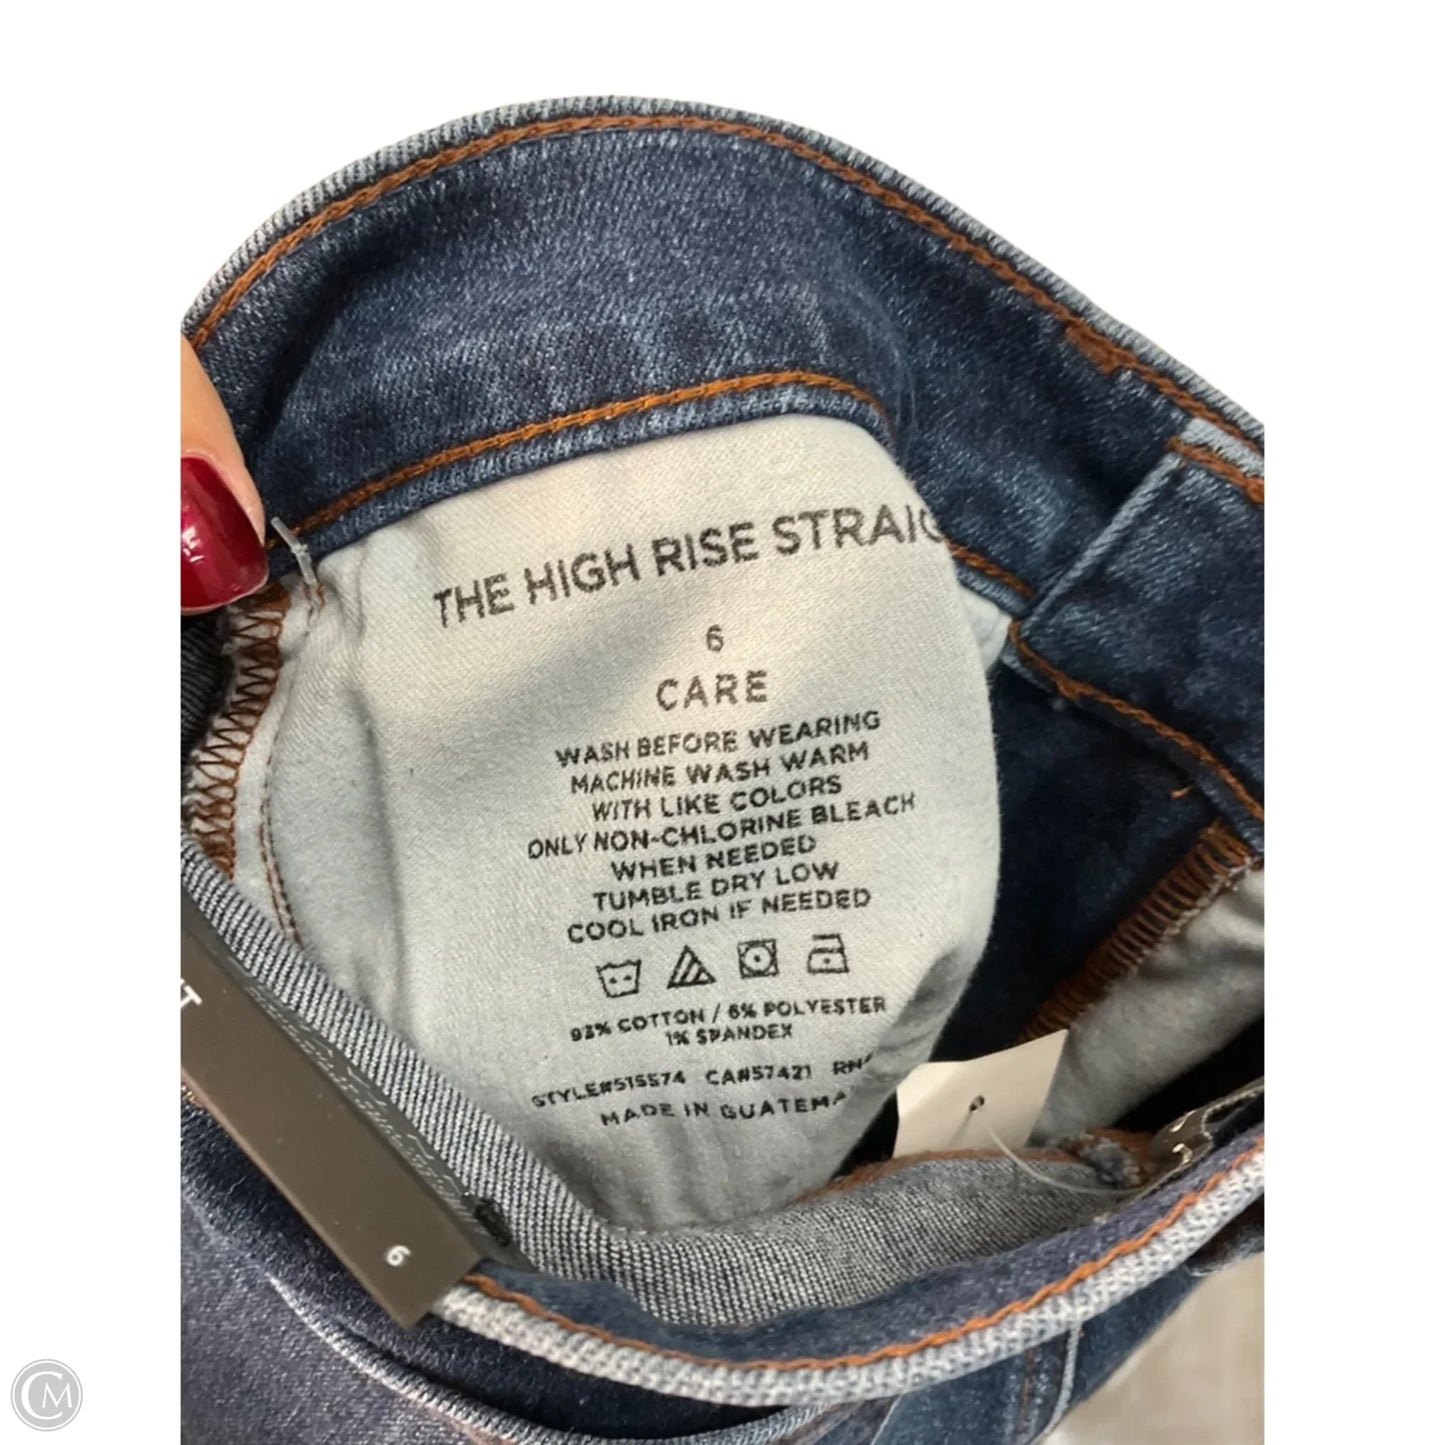 THE HIGH RISE STRAIG
6
CARE
WASH BEFORE WEARING
MACHINE WASH WARM
WITH LIKE COLORS
ONLY NON-CHLORINE BLEACH
WHEN NEEDED
TUMBLE DRY LOW
COOL IRON IF NEEDED
93% COTTON / 6% POLYESTER
1% SPANDEX
STYLE#515574 CA#57421 RN#
MADE IN GUATEMA
6
CM